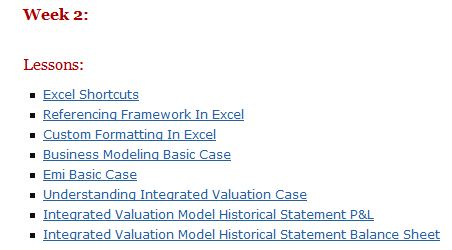 Week 2:
Lessons:
Excel Shortcuts
Referencing Framework In Excel
Custom Formatting In Excel
Business Modeling Basic Case
Emi Basic Case
Understanding Integrated Valuation Case
Integrated Valuation Model Historical Statement P&L
Integrated Valuation Model Historical Statement Balance Sheet